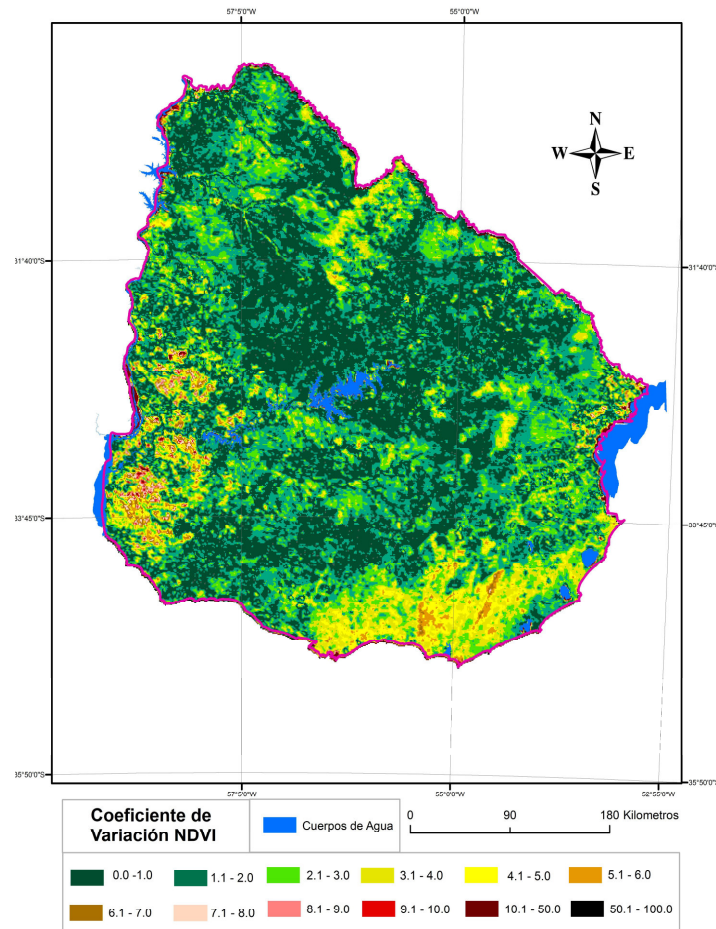 57°5'0"W
55°0'0"W
N
W
E
S
31°40'0"S
31°40'0"S
33°45'0"S
35°50'0"S
35°50'0"S
57°5'0"W
55°0'0"W
52°55'0"W
Coeficiente de
Variación NDVI
Cuerpos de Agua
0 90 180 Kilometros
0.0 -1.0
1.1 - 2.0
2.1 - 3.0
3.1 - 4.0
4.1 - 5.0
5.1 - 6.0
6.1 - 7.0
7.1 - 8.0
8.1 - 9.0
9.1 - 10.0
10.1 - 50.0
50.1 - 100.0